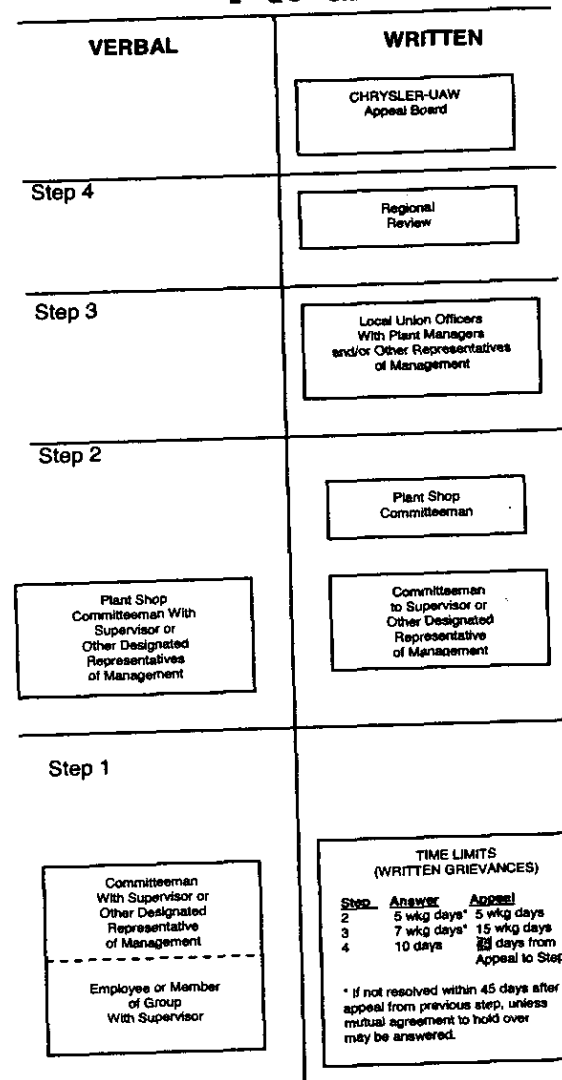 VERBAL
WRITTEN
CHRYSLER-UAW
Appeal Board
Step 4
Regional
Review
Step 3
Local Union Officers
With Plant Managers
and/or Other Representatives
of Management
Step 2
Plant Shop
Committeeman
Plant Shop
Committeeman With
Supervisor or
Other Designated
Representatives
of Management
Committeeman
to Supervisor or
Other Designated
Representative
of Management
Step 1
Committeeman
With Supervisor or
Other Designated
Representative
of Management
Employee or Member
of Group
With Supervisor
TIME LIMITS
(WRITTEN GRIEVANCES)
Step Answer Appeal
2 5 wkg days* 5 wkg days
3 7 wkg days* 15 wkg days
4 10 days days from
Appeal to Step
* If not resolved within 45 days after
appeal from previous step, unless
mutual agreement to hold over
may be answered.